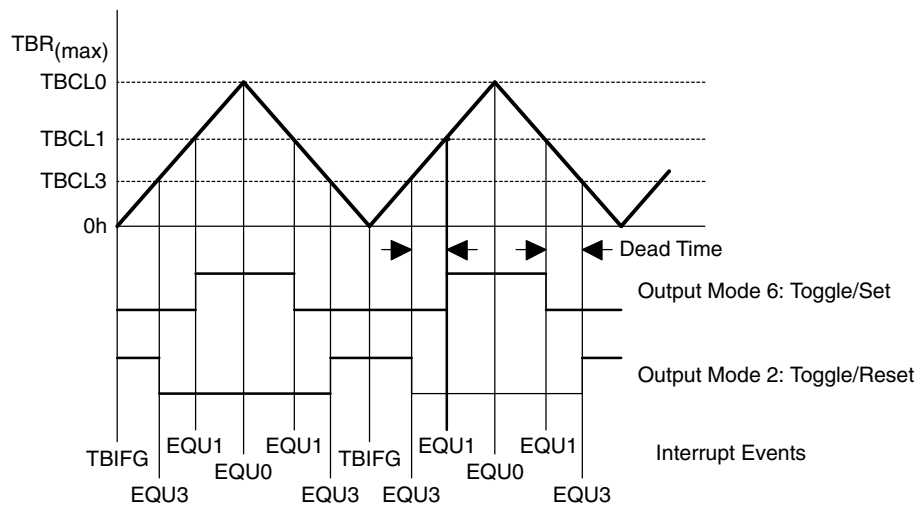 TBR(max)
TBCL0
TBCL1
TBCL3
0h
Dead Time
Output Mode 6: Toggle/Set
Output Mode 2: Toggle/Reset
EQU1 EQU1 EQU1 EQU1
TBIFG TBIFG Interrupt Events
EQU0 EQU0
EQU3 EQU3 EQU3 EQU3